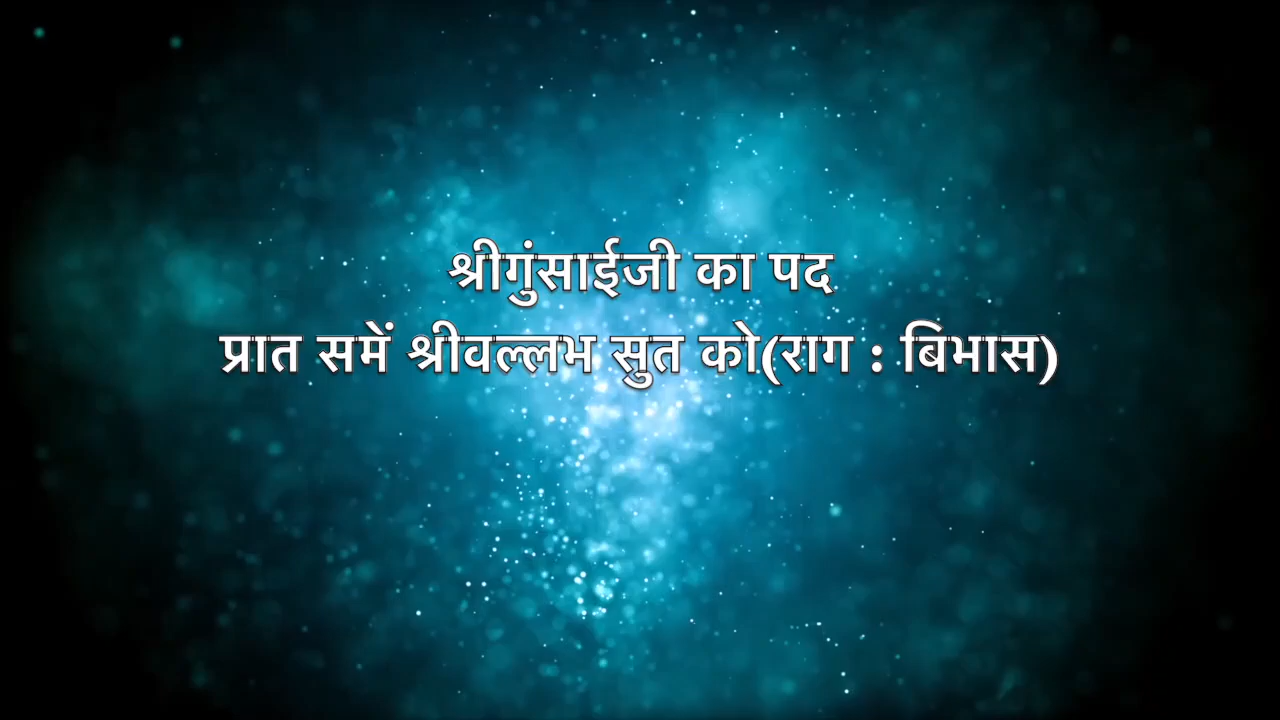 श्रीगुंसाईजी का पद
प्रात समें श्रीवल्लभ सुत को(राग : बिभास)